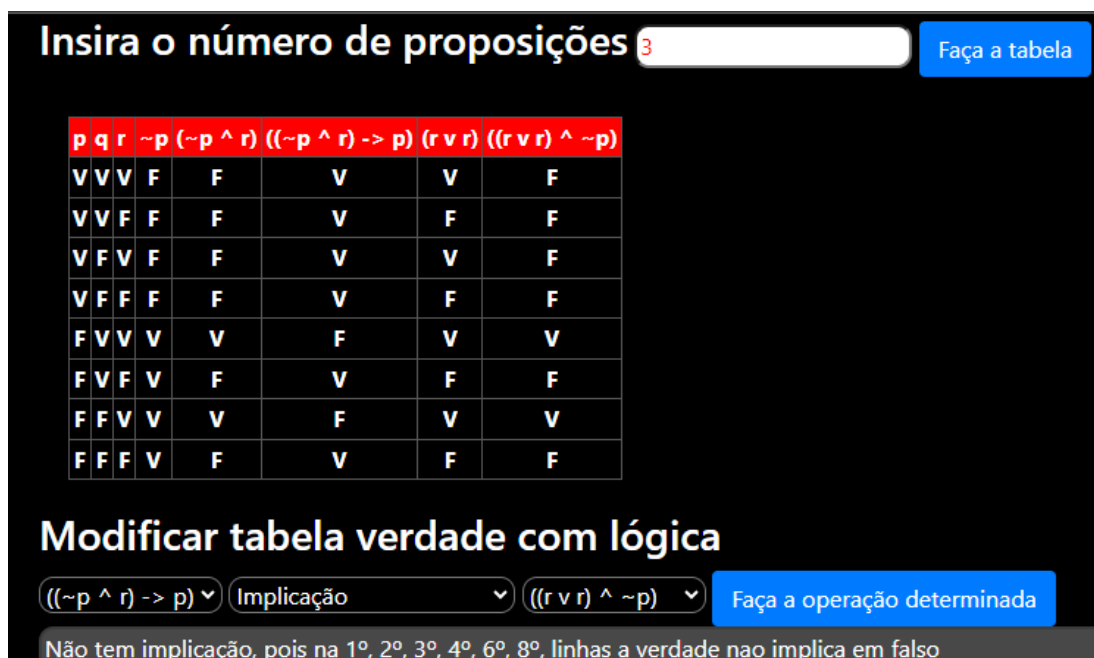 Insira o número de proposições 3 Faça a tabela
p q r ~p (~p ^ r) ((~p ^ r) -> p) (r v r) ((r v r) ^ ~p)
V V V F F V V F
V V F F F V F F
V F V F F V V F
V F F F F V F F
F V V V V F V V
F V F V F V F F
F F V V V F V V
F F F V F V F F
Modificar tabela verdade com lógica
((~p ^ r) -> p) Implicação ((r v r) ^ ~p) Faça a operação determinada
Não tem implicação, pois na 1º, 2º, 3º, 4º, 6º, 8º, linhas a verdade nao implica em falso